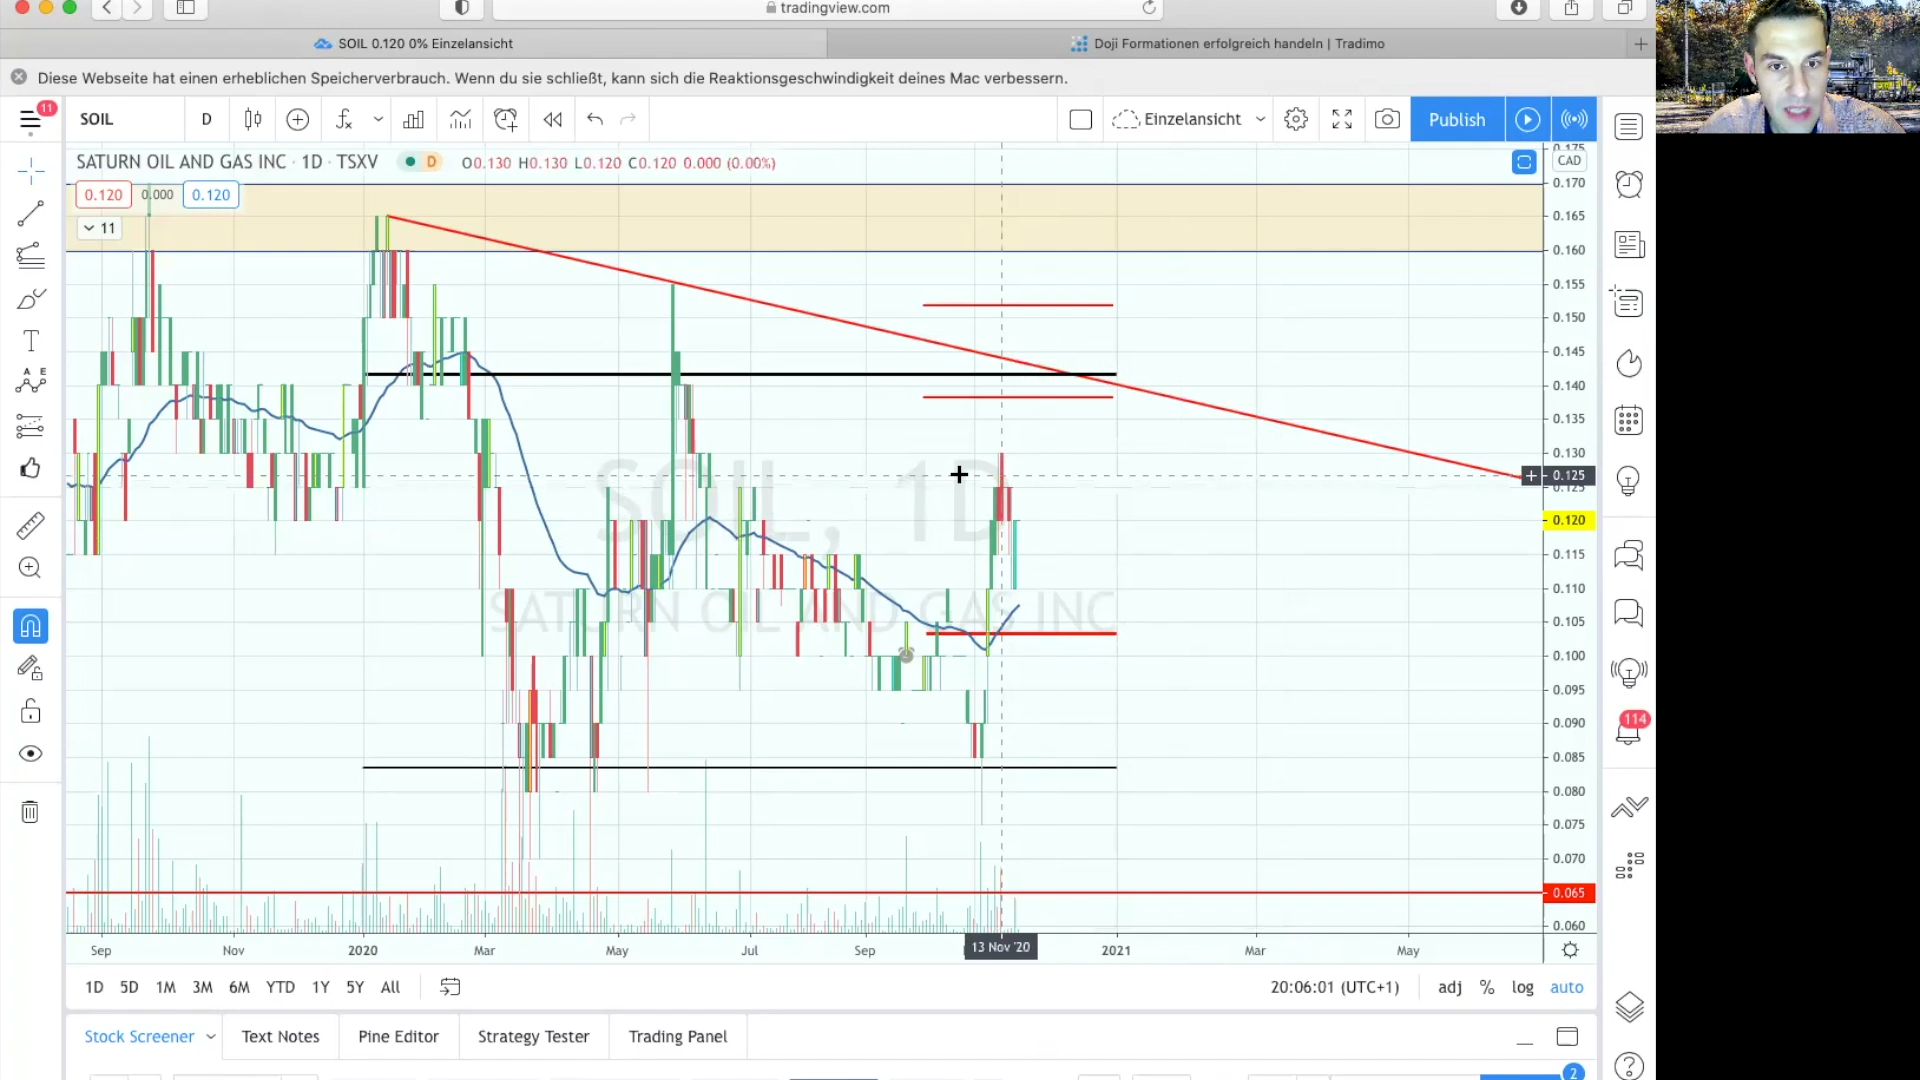 tradingview.com
SOIL 0.120 0% Einzelansicht
Doji Formationen erfolgreich handeln | Tradimo
Diese Webseite hat einen erheblichen Speicherverbrauch. Wenn du sie schließt, kann sich die Reaktionsgeschwindigkeit deines Mac verbessern.
11
SOIL
D
Einzelansicht
Publish
SATURN OIL AND GAS INC · 1D · TSXV
D
O0.130 H0.130 L0.120 C0.120 0.000 (0.00%)
CAD
0.120
0.000
0.120
11
0.175
0.170
0.165
0.160
0.155
0.150
0.145
0.140
0.135
0.130
0.125
0.125
0.120
0.115
0.110
0.105
0.100
0.095
0.090
0.085
0.080
0.075
0.070
0.065
0.060
SOIL, 1D
SATURN OIL AND GAS INC
T
A E
114
Sep
Nov
2020
Mar
May
Jul
Sep
13 Nov '20
2021
Mar
May
1D 5D 1M 3M 6M YTD 1Y 5Y All
20:06:01 (UTC+1)
adj % log auto
Stock Screener
Text Notes
Pine Editor
Strategy Tester
Trading Panel
2